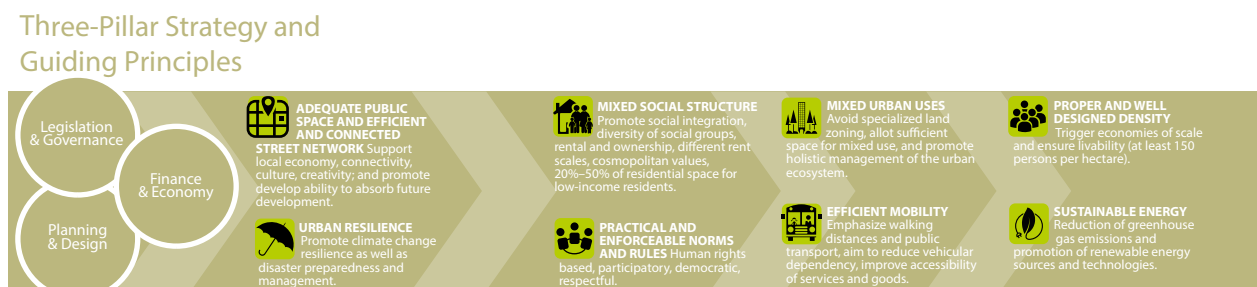 Three-Pillar Strategy and
Guiding Principles
Legislation
& Governance
Finance
& Economy
Planning
& Design
ADEQUATE PUBLIC
SPACE AND EFFICIENT
AND CONNECTED
STREET NETWORK Support
local economy, connectivity,
culture, creativity; and promote
develop ability to absorb future
development.
URBAN RESILIENCE
Promote climate change
resilience as well as
disaster preparedness and
management.
MIXED SOCIAL STRUCTURE
Promote social integration,
diversity of social groups,
rental and ownership, different rent
scales, cosmopolitan values,
20%–50% of residential space for
low-income residents.
PRACTICAL AND
ENFORCEABLE NORMS
AND RULES Human rights
based, participatory, democratic,
respectful.
MIXED URBAN USES
Avoid specialized land
zoning, allot sufficient
space for mixed use, and promote
holistic management of the urban
ecosystem.
EFFICIENT MOBILITY
Emphasize walking
distances and public
transport, aim to reduce vehicular
dependency, improve accessibility
of services and goods.
PROPER AND WELL
DESIGNED DENSITY
Trigger economies of scale
and ensure livability (at least 150
persons per hectare).
SUSTAINABLE ENERGY
Reduction of greenhouse
gas emissions and
promotion of renewable energy
sources and technologies.